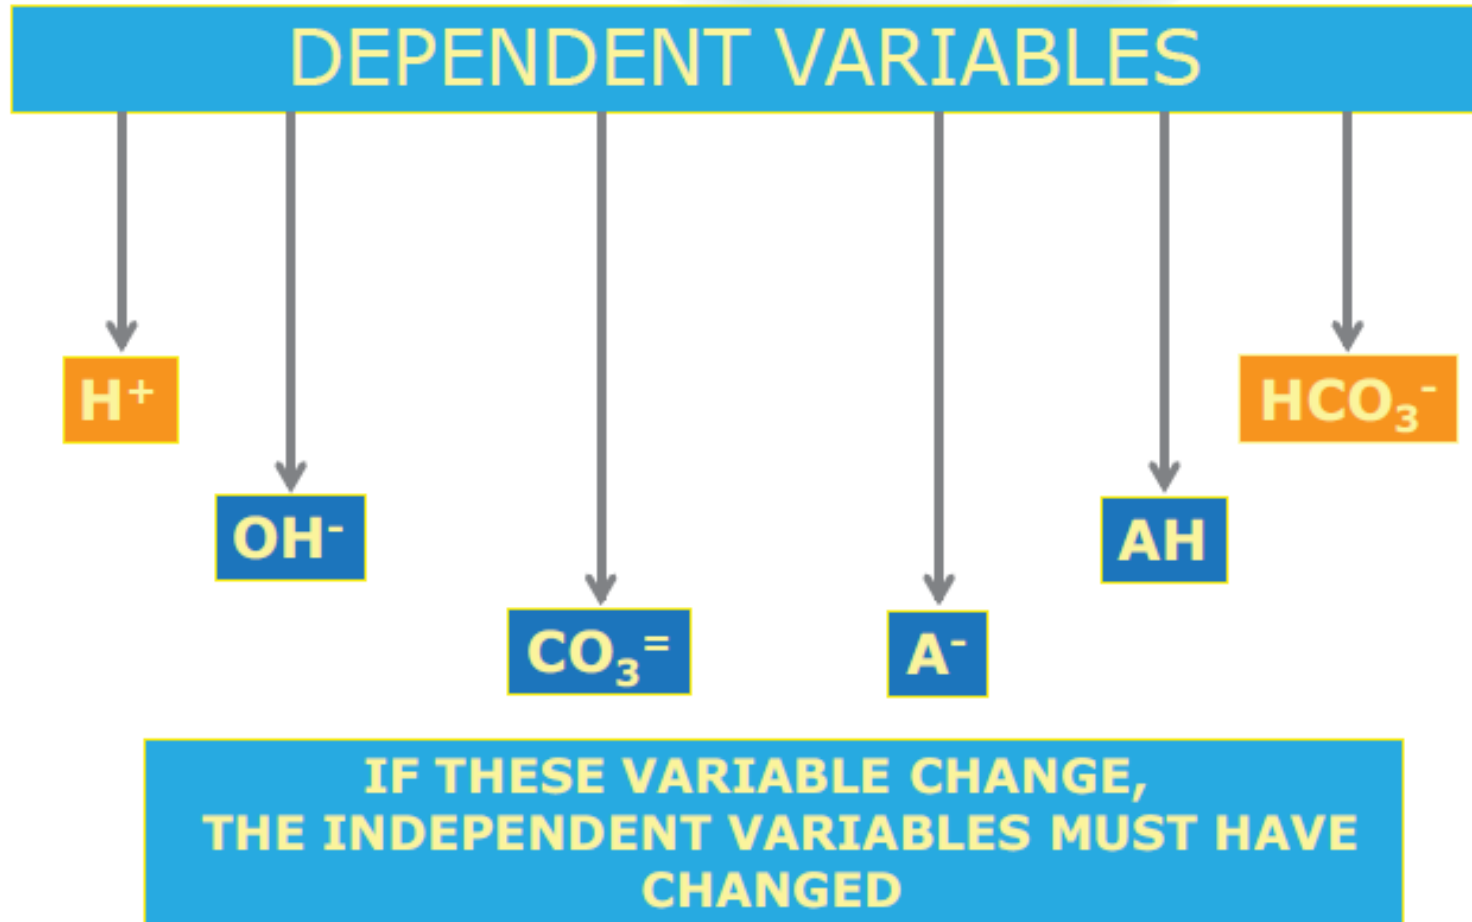 DEPENDENT VARIABLES
H⁺
HCO₃⁻
OH⁻
AH
CO₃⁼
A⁻
IF THESE VARIABLE CHANGE,
THE INDEPENDENT VARIABLES MUST HAVE
CHANGED